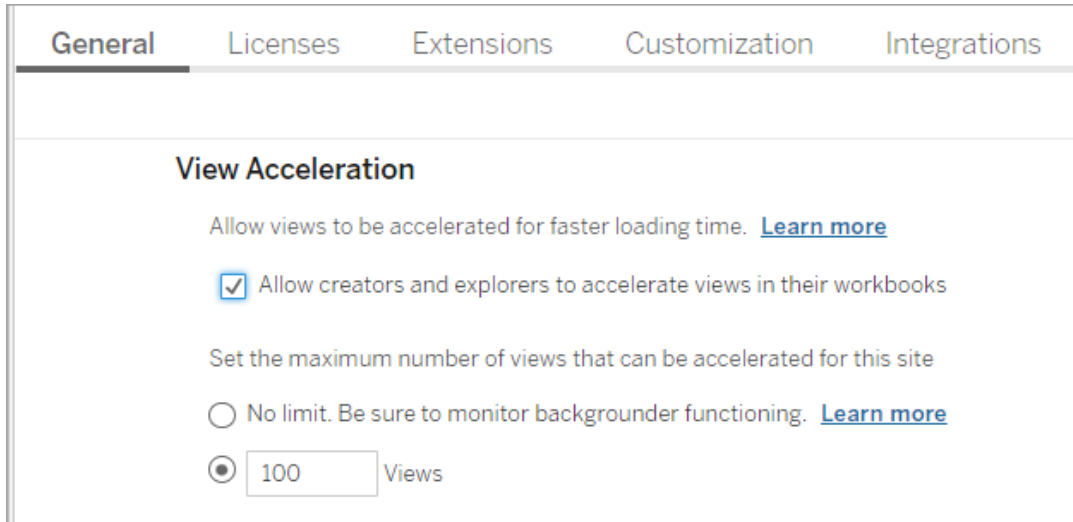 General Licenses Extensions Customization Integrations
View Acceleration
Allow views to be accelerated for faster loading time. Learn more
Allow creators and explorers to accelerate views in their workbooks
Set the maximum number of views that can be accelerated for this site
No limit. Be sure to monitor backgrounder functioning. Learn more
100 Views